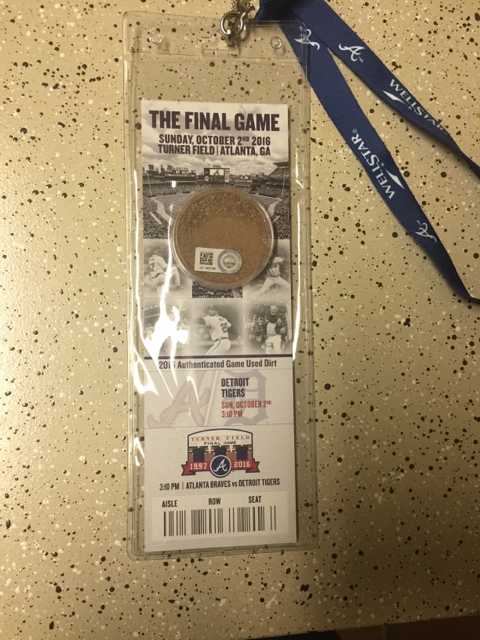 THE FINAL GAME
SUNDAY, OCTOBER 2ND 2016
TURNER FIELD | ATLANTA, GA
Authenticated Game Used Dirt
DETROIT
TIGERS
SUN, OCTOBER 2ND
3:10 PM
TURNER FIELD
FINAL GAME
1997 A 2016
3:10 PM | ATLANTA BRAVES vs DETROIT TIGERS
AISLE ROW SEAT
WELLSTAR
WELLSTAR